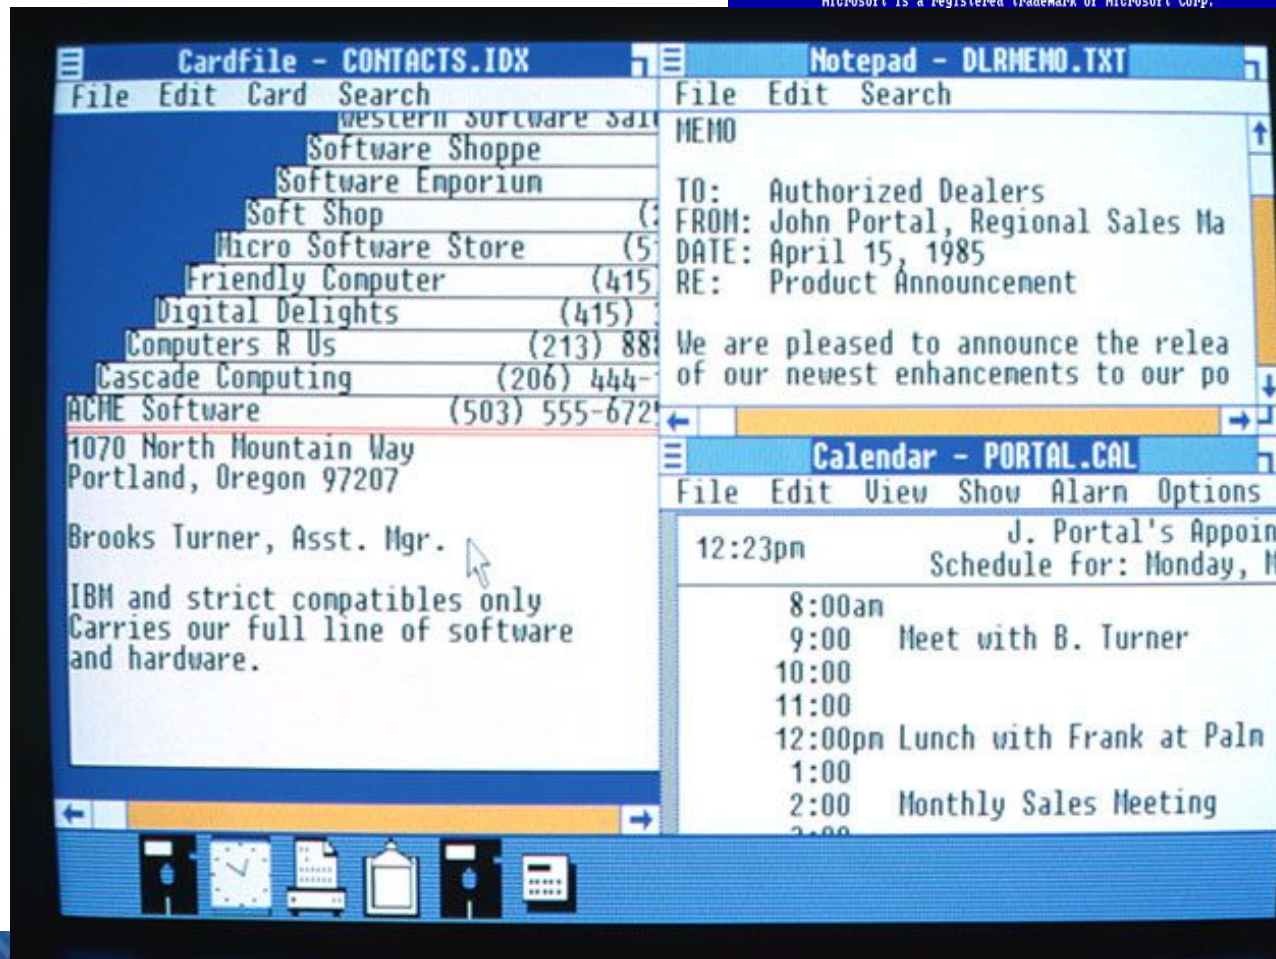 Microsoft is a registered trademark of Microsoft Corp.
Cardfile - CONTACTS.IDX
File Edit Card Search
Western Software Sal
Software Shoppe
Software Emporium
Soft Shop (
Micro Software Store (5
Friendly Computer (415
Digital Delights (415)
Computers R Us (213) 88
Cascade Computing (206) 444-
ACME Software (503) 555-672
1070 North Mountain Way
Portland, Oregon 97207
Brooks Turner, Asst. Mgr.
IBM and strict compatibles only
Carries our full line of software
and hardware.
Notepad - DLRMEMO.TXT
File Edit Search
MEMO
TO: Authorized Dealers
FROM: John Portal, Regional Sales Ma
DATE: April 15, 1985
RE: Product Announcement
We are pleased to announce the relea
of our newest enhancements to our po
Calendar - PORTAL.CAL
File Edit View Show Alarm Options
12:23pm J. Portal's Appoin
Schedule for: Monday, M
8:00am
9:00 Meet with B. Turner
10:00
11:00
12:00pm Lunch with Frank at Palm
1:00
2:00 Monthly Sales Meeting